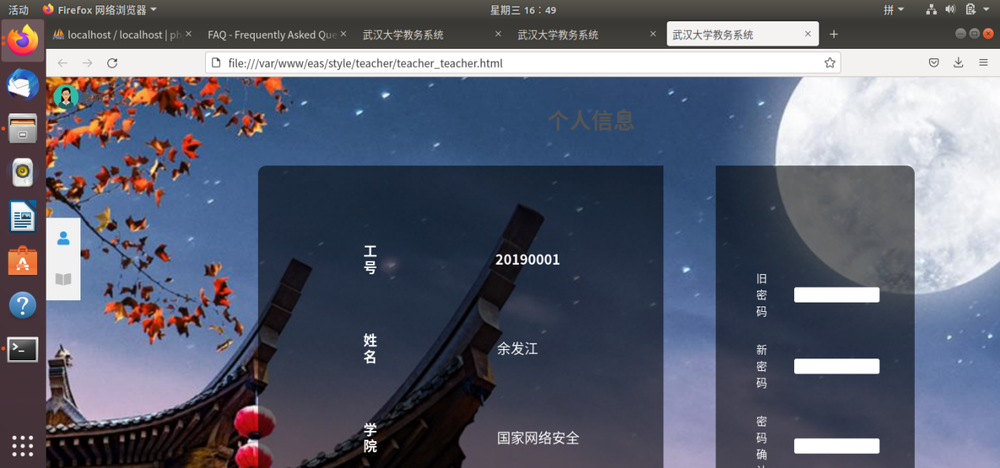 活动 Firefox 网络浏览器 星期三 16：49 拼
localhost / localhost | ph FAQ - Frequently Asked Que 武汉大学教务系统 武汉大学教务系统 武汉大学教务系统
file:///var/www/eas/style/teacher/teacher_teacher.html
个人信息
工号 20190001
姓名 余发江
学院 国家网络安全
旧密码
新密码
密码确